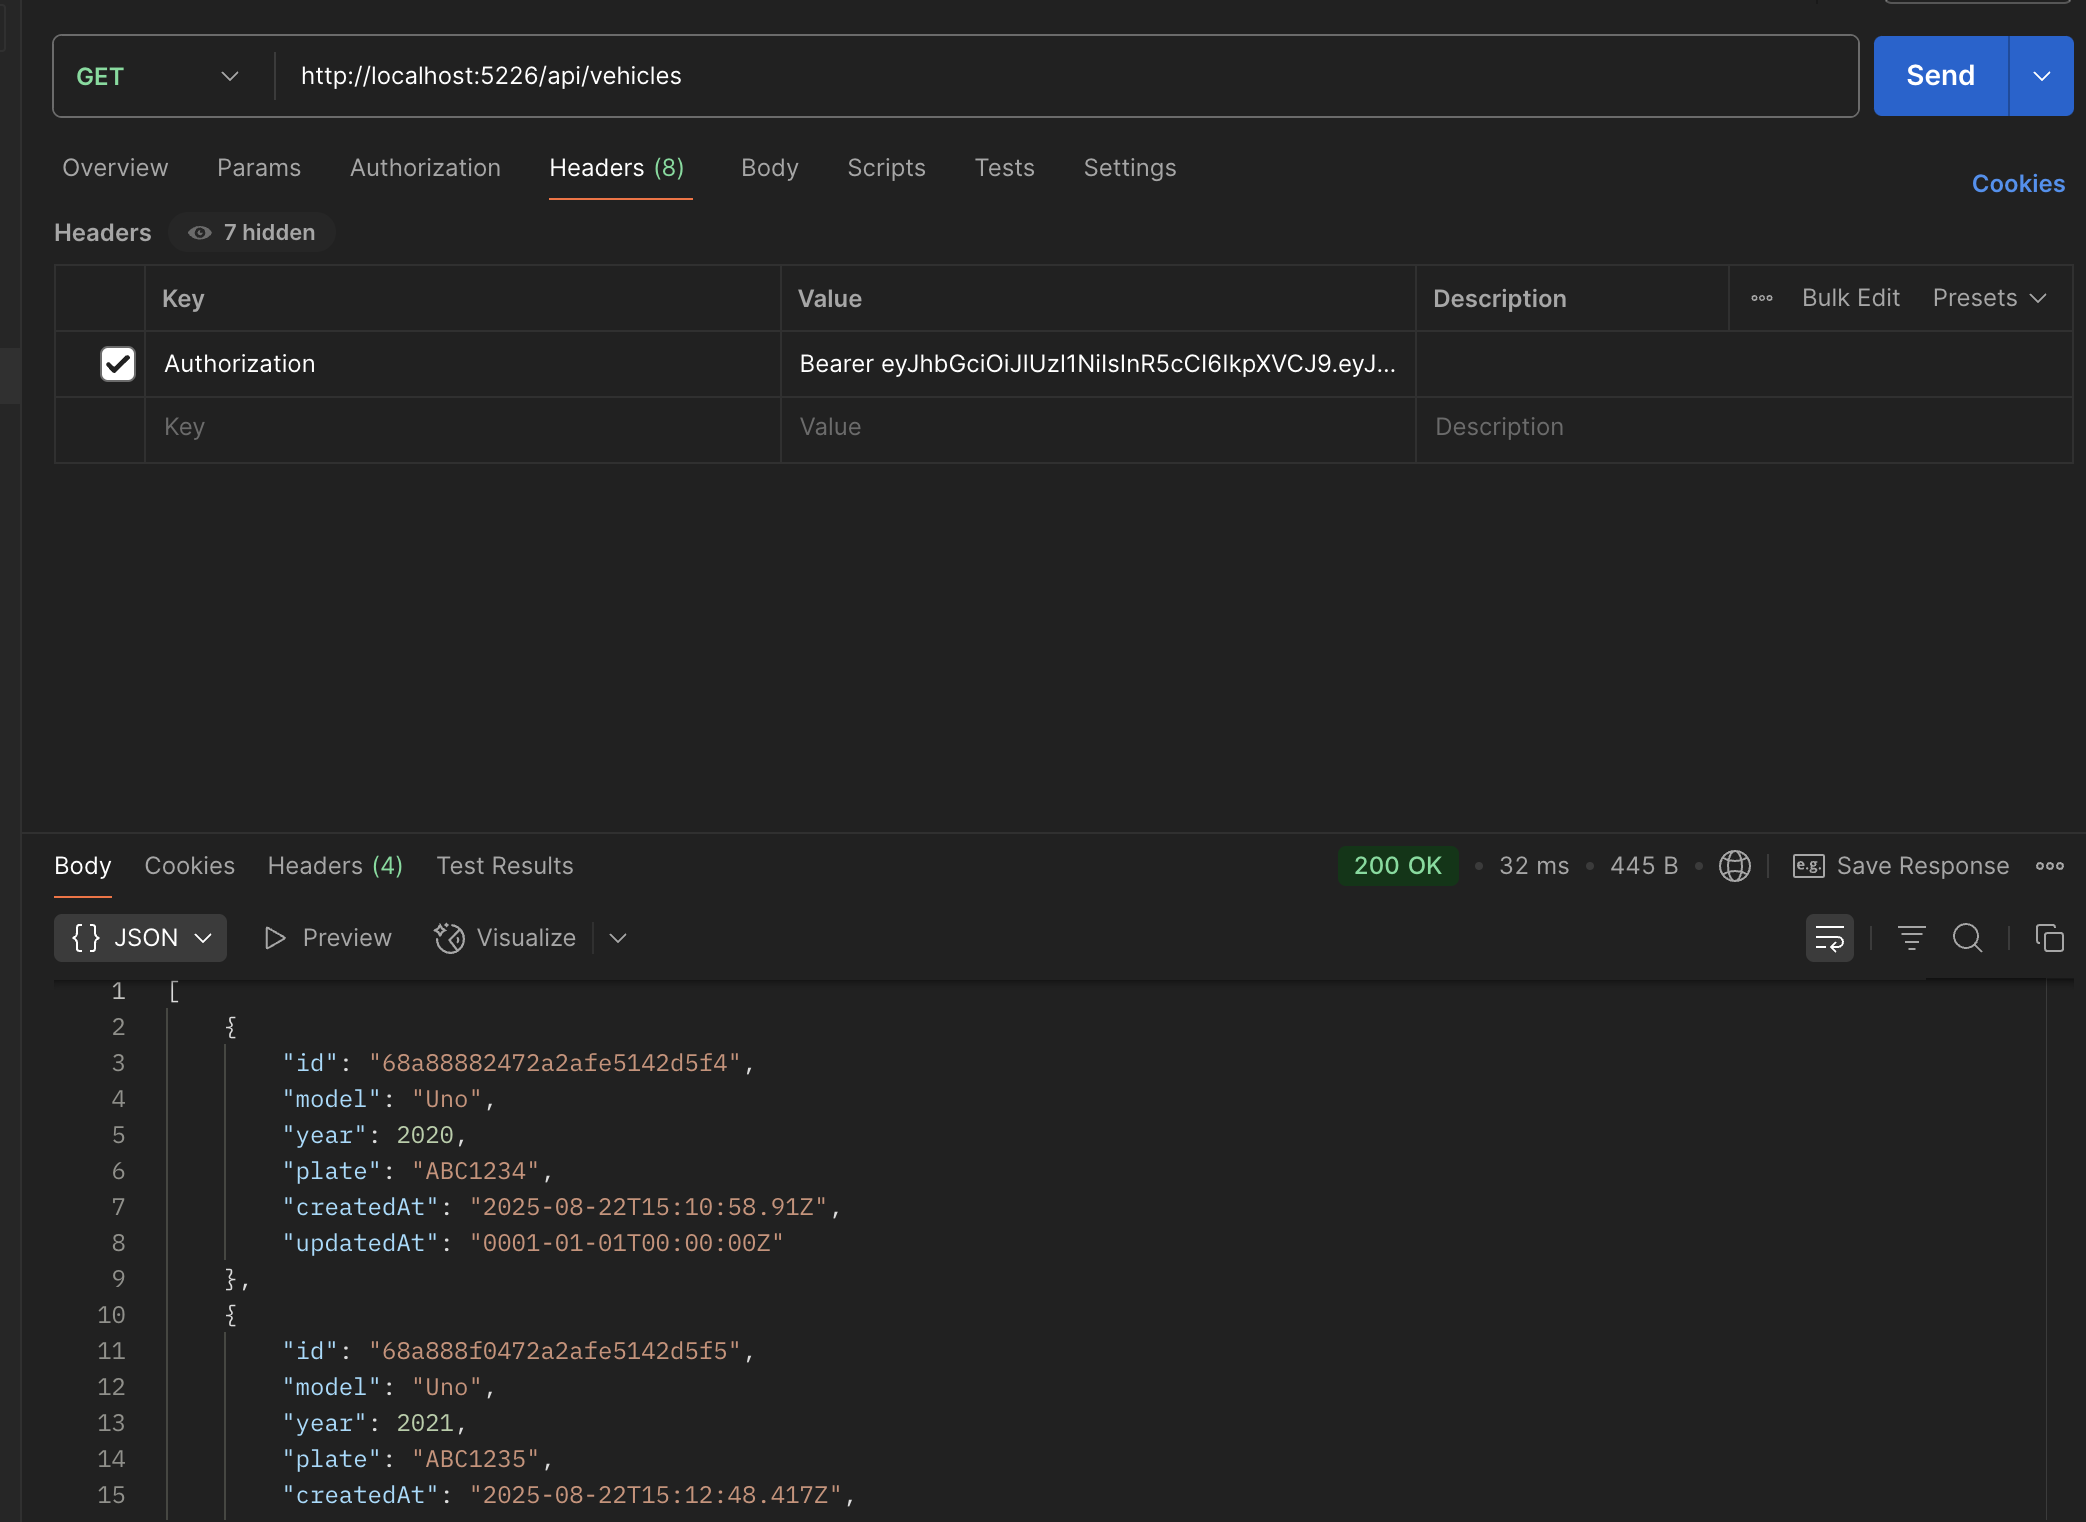 GET http://localhost:5226/api/vehicles Send
Overview Params Authorization Headers (8) Body Scripts Tests Settings Cookies
Headers 7 hidden
Key Value Description Bulk Edit Presets
Authorization Bearer eyJhbGciOiJIUzI1NiIsInR5cCI6IkpXVCJ9.eyJ...
Key Value Description
Body Cookies Headers (4) Test Results 200 OK • 32 ms • 445 B • e.g. Save Response
{} JSON Preview Visualize
1 [
2 {
3 "id": "68a88882472a2afe5142d5f4",
4 "model": "Uno",
5 "year": 2020,
6 "plate": "ABC1234",
7 "createdAt": "2025-08-22T15:10:58.91Z",
8 "updatedAt": "0001-01-01T00:00:00Z"
9 },
10 {
11 "id": "68a888f0472a2afe5142d5f5",
12 "model": "Uno",
13 "year": 2021,
14 "plate": "ABC1235",
15 "createdAt": "2025-08-22T15:12:48.417Z",